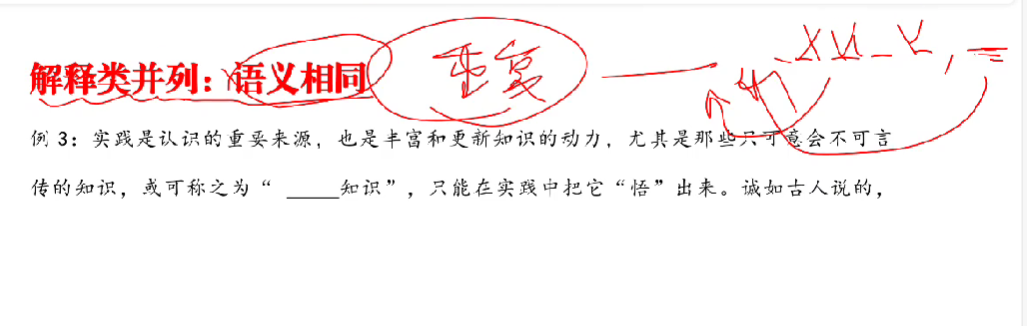 解释类并列：语义相同 重复
例 3：实践是认识的重要来源，也是丰富和更新知识的动力，尤其是那些只可意会不可言
传的知识，或可称之为“ _____知识”，只能在实践中把它“悟”出来。诚如古人说的，